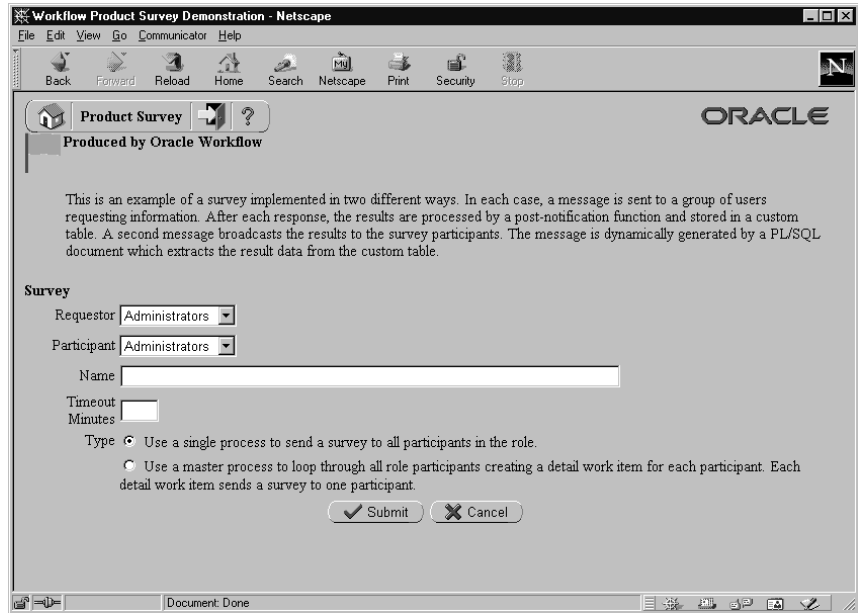 Workflow Product Survey Demonstration - Netscape
File Edit View Go Communicator Help
My
Back Forward Reload Home Search Netscape Print Security Stop
N
Product Survey ?
ORACLE
Produced by Oracle Workflow
This is an example of a survey implemented in two different ways. In each case, a message is sent to a group of users
requesting information. After each response, the results are processed by a post-notification function and stored in a custom
table. A second message broadcasts the results to the survey participants. The message is dynamically generated by a PL/SQL
document which extracts the result data from the custom table.
Survey
Requestor Administrators
Participant Administrators
Name
Timeout
Minutes
Type Use a single process to send a survey to all participants in the role.
Use a master process to loop through all role participants creating a detail work item for each participant. Each
detail work item sends a survey to one participant.
Submit Cancel
Document: Done